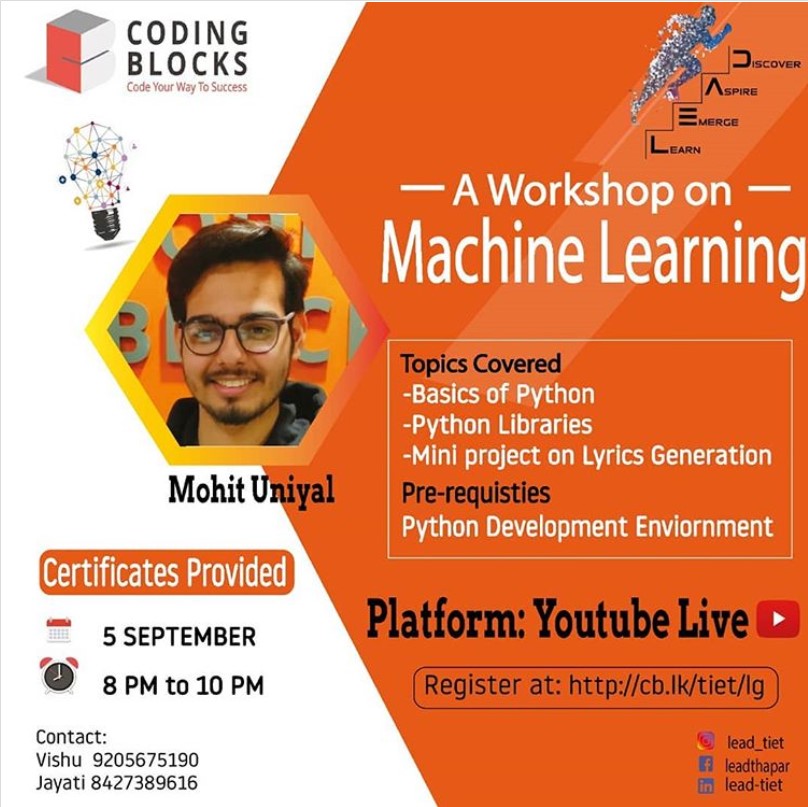 CODING
BLOCKS
Code Your Way To Success
DISCOVER
ASPIRE
EMERGE
LEARN
A Workshop on
Machine Learning
Topics Covered
-Basics of Python
-Python Libraries
-Mini project on Lyrics Generation
Pre-requisties
Python Development Enviornment
Mohit Uniyal
Certificates Provided
5 SEPTEMBER
8 PM to 10 PM
Platform: Youtube Live
Register at: http://cb.lk/tiet/lg
Contact:
Vishu 9205675190
Jayati 8427389616
lead_tiet
leadthapar
lead-tiet